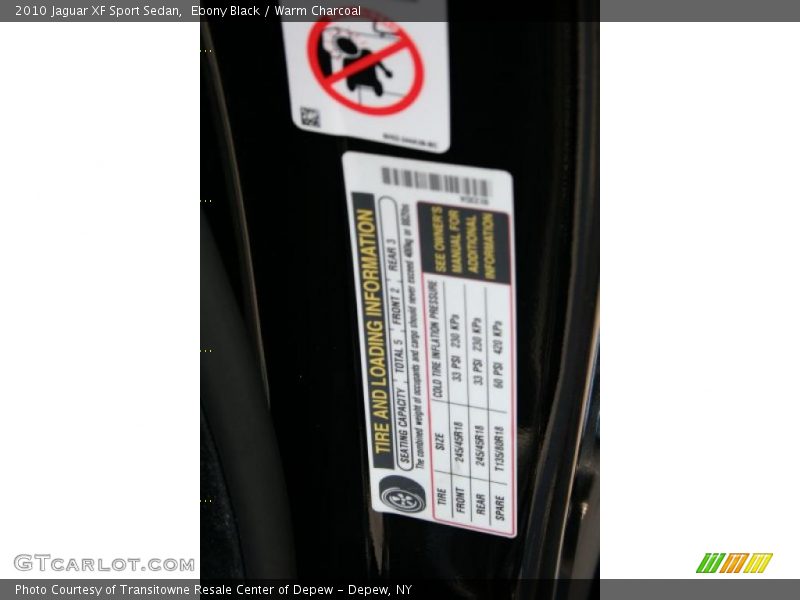 2010 Jaguar XF Sport Sedan, Ebony Black / Warm Charcoal
TIRE AND LOADING INFORMATION
SEATING CAPACITY TOTAL 5 FRONT 2 REAR 3
The combined weight of occupants and cargo should never exceed 400kg or 882lbs
TIRE SIZE COLD TIRE INFLATION PRESSURE
FRONT 245/45R18 33 PSI 230 KPa
REAR 245/45R18 33 PSI 230 KPa
SPARE T135/80R18 60 PSI 420 KPa
SEE OWNER'S
MANUAL FOR
ADDITIONAL
INFORMATION
GTcarlot.com
Photo Courtesy of Transitowne Resale Center of Depew - Depew, NY